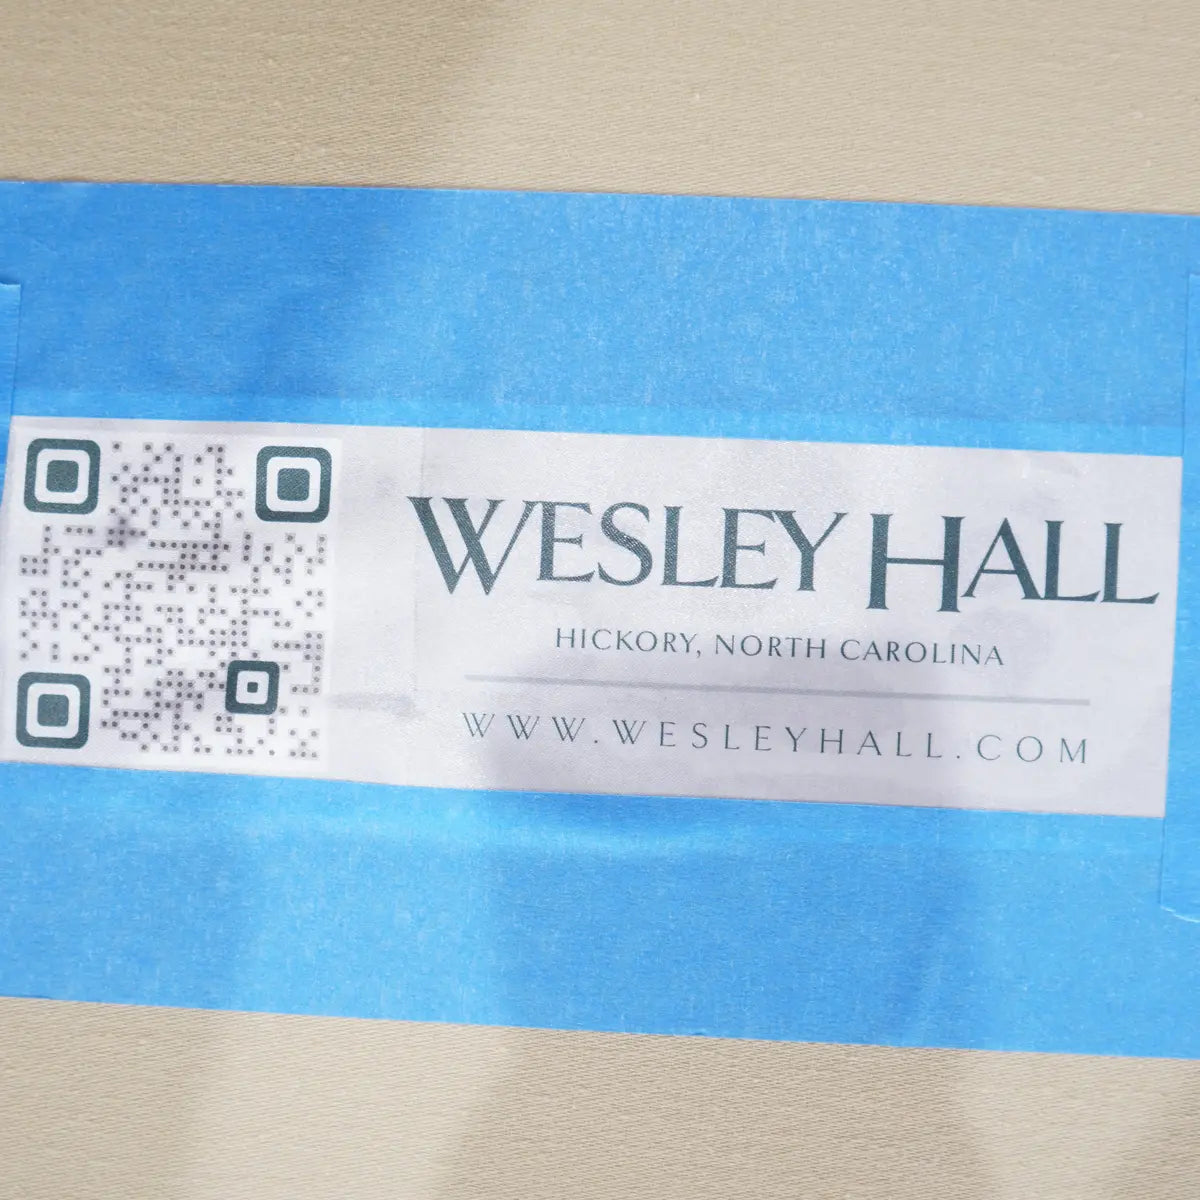 WESLEY HALL
HICKORY, NORTH CAROLINA
WWW.WESLEYHALL.COM